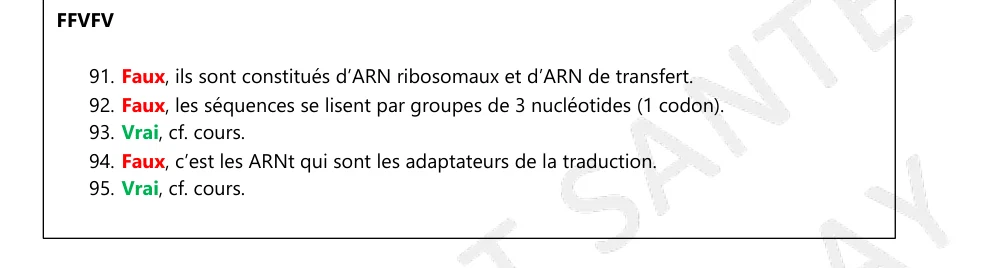 FFVFV
91. Faux, ils sont constitués d’ARN ribosomaux et d’ARN de transfert.
92. Faux, les séquences se lisent par groupes de 3 nucléotides (1 codon).
93. Vrai, cf. cours.
94. Faux, c’est les ARNt qui sont les adaptateurs de la traduction.
95. Vrai, cf. cours.
SANTE
AY